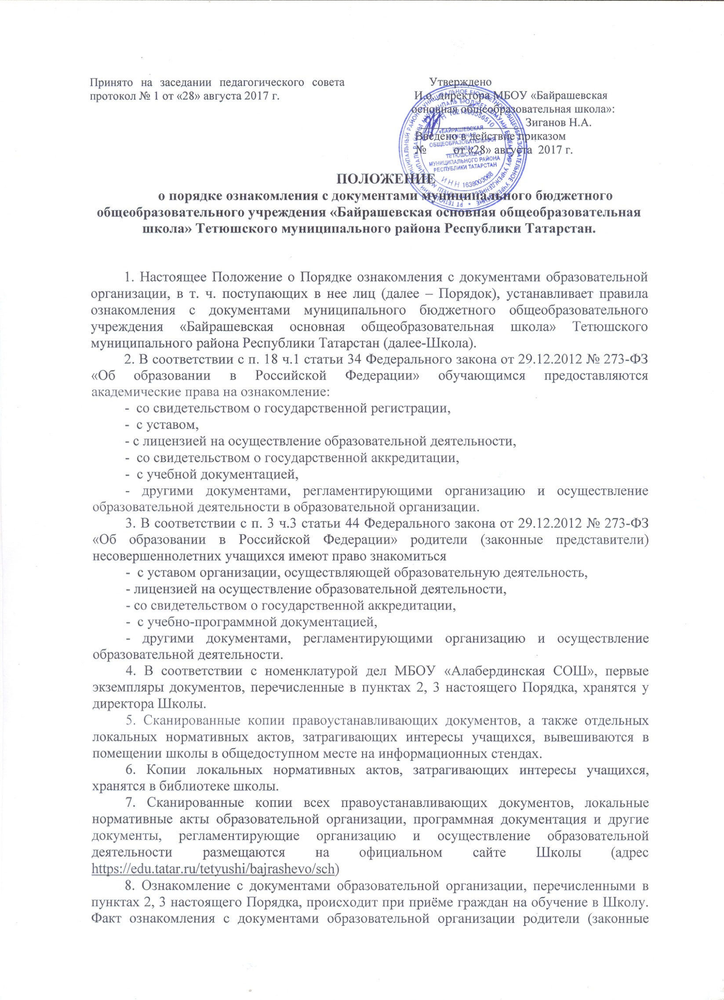 Принято на заседании педагогического совета
протокол № 1 от «28» августа 2017 г.
Утверждено
И.о. директора МБОУ «Байрашевская
основная общеобразовательная школа»:
Зиганов Н.А.
Введено в действие приказом
№ от «28» августа 2017 г.
«БАЙРАШЕВСКАЯ
ОСНОВНАЯ
ОБЩЕОБРАЗОВАТЕЛЬНАЯ
ШКОЛА»
ТЕТЮШСКОГО
МУНИЦИПАЛЬНОГО РАЙОНА
РЕСПУБЛИКИ ТАТАРСТАН
ИНН 1638003068
ПОЛОЖЕНИЕ
о порядке ознакомления с документами муниципального бюджетного
общеобразовательного учреждения «Байрашевская основная общеобразовательная
школа» Тетюшского муниципального района Республики Татарстан.
1. Настоящее Положение о Порядке ознакомления с документами образовательной
организации, в т. ч. поступающих в нее лиц (далее – Порядок), устанавливает правила
ознакомления с документами муниципального бюджетного общеобразовательного
учреждения «Байрашевская основная общеобразовательная школа» Тетюшского
муниципального района Республики Татарстан (далее-Школа).
2. В соответствии с п. 18 ч.1 статьи 34 Федерального закона от 29.12.2012 № 273-ФЗ
«Об образовании в Российской Федерации» обучающимся предоставляются
академические права на ознакомление:
- со свидетельством о государственной регистрации,
- с уставом,
- с лицензией на осуществление образовательной деятельности,
- со свидетельством о государственной аккредитации,
- с учебной документацией,
- другими документами, регламентирующими организацию и осуществление
образовательной деятельности в образовательной организации.
3. В соответствии с п. 3 ч.3 статьи 44 Федерального закона от 29.12.2012 № 273-ФЗ
«Об образовании в Российской Федерации» родители (законные представители)
несовершеннолетних учащихся имеют право знакомиться
- с уставом организации, осуществляющей образовательную деятельность,
- лицензией на осуществление образовательной деятельности,
- со свидетельством о государственной аккредитации,
- с учебно-программной документацией,
- другими документами, регламентирующими организацию и осуществление
образовательной деятельности.
4. В соответствии с номенклатурой дел МБОУ «Алабердинская СОШ», первые
экземпляры документов, перечисленные в пунктах 2, 3 настоящего Порядка, хранятся у
директора Школы.
5. Сканированные копии правоустанавливающих документов, а также отдельных
локальных нормативных актов, затрагивающих интересы учащихся, вывешиваются в
помещении школы в общедоступном месте на информационных стендах.
6. Копии локальных нормативных актов, затрагивающих интересы учащихся,
хранятся в библиотеке школы.
7. Сканированные копии всех правоустанавливающих документов, локальные
нормативные акты образовательной организации, программная документация и другие
документы, регламентирующие организацию и осуществление образовательной
деятельности размещаются на официальном сайте Школы (адрес
https://edu.tatar.ru/tetyushi/bajrashevo/sch)
8. Ознакомление с документами образовательной организации, перечисленными в
пунктах 2, 3 настоящего Порядка, происходит при приёме граждан на обучение в Школу.
Факт ознакомления с документами образовательной организации родители (законные